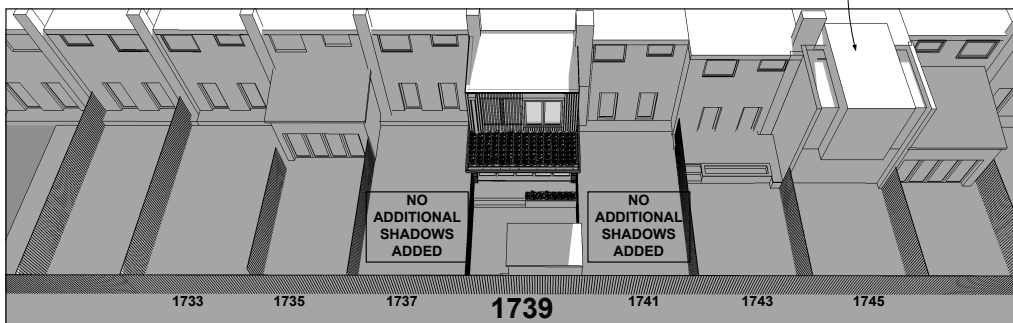 NO
ADDITIONAL
SHADOWS
ADDED
NO
ADDITIONAL
SHADOWS
ADDED
1733
1735
1737
1739
1741
1743
1745